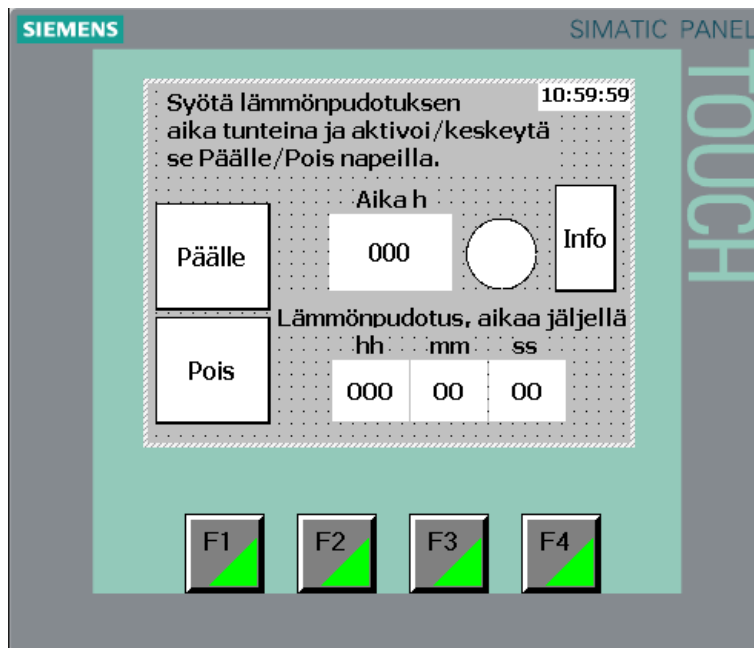 SIEMENS
SIMATIC PANEL
TOUCH
10:59:59
Syötä lämmönpudotuksen
aika tunteina ja aktivoi/keskeytä
se Päälle/Pois napeilla.
Aika h
Päälle
000
Info
Lämmönpudotus, aikaa jäljellä
hh mm ss
Pois
000 00 00
F1 F2 F3 F4